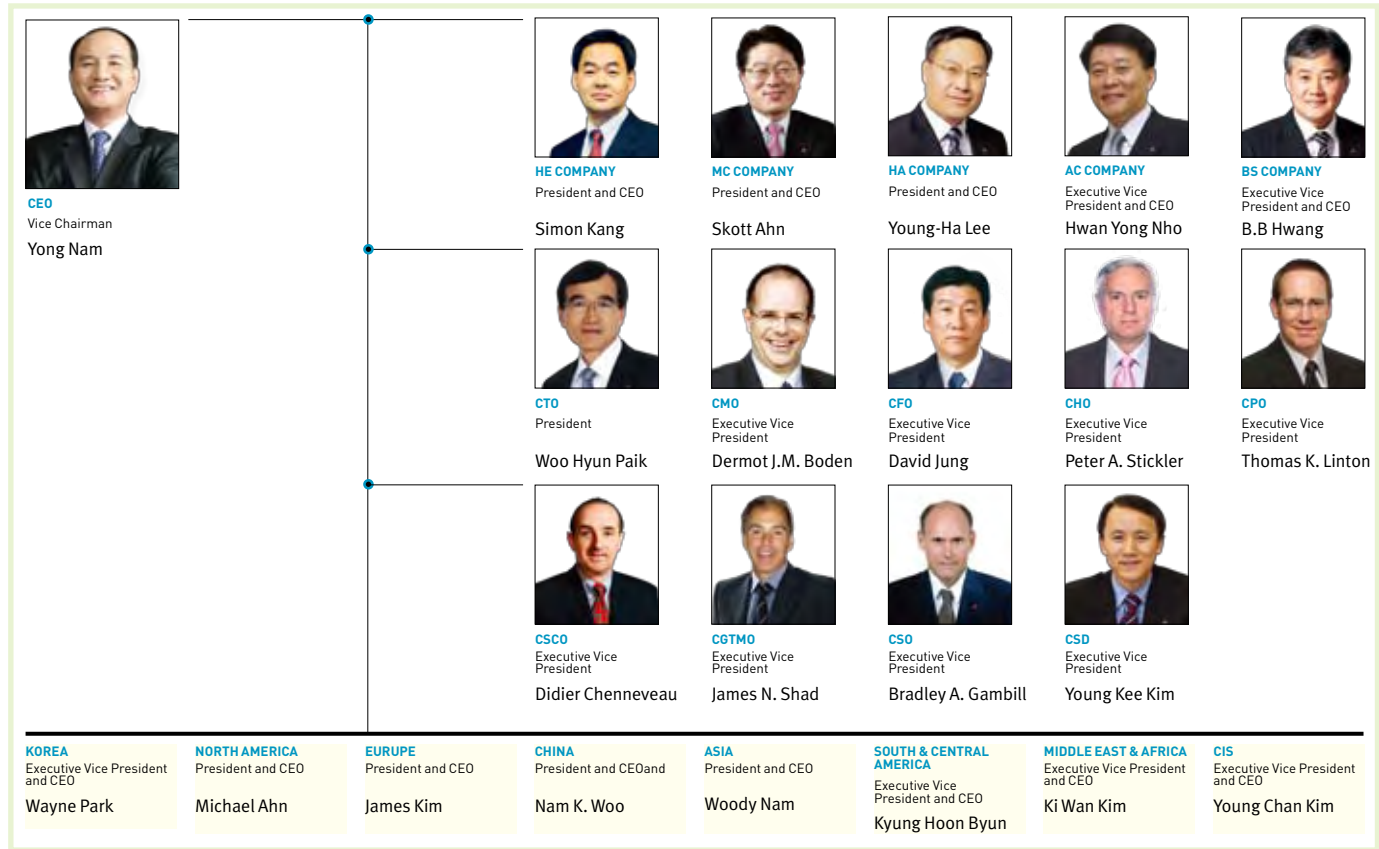 CEO
Vice Chairman
Yong Nam
HE COMPANY
President and CEO
Simon Kang
MC COMPANY
President and CEO
Skott Ahn
HA COMPANY
President and CEO
Young-Ha Lee
AC COMPANY
Executive Vice
President and CEO
Hwan Yong Nho
BS COMPANY
Executive Vice
President and CEO
B.B Hwang
CTO
President
Woo Hyun Paik
CMO
Executive Vice
President
Dermot J.M. Boden
CFO
Executive Vice
President
David Jung
CHO
Executive Vice
President
Peter A. Stickler
CPO
Executive Vice
President
Thomas K. Linton
CSCO
Executive Vice
President
Didier Chenneveau
CGTMO
Executive Vice
President
James N. Shad
CSO
Executive Vice
President
Bradley A. Gambill
CSD
Executive Vice
President
Young Kee Kim
KOREA
Executive Vice President
and CEO
Wayne Park
NORTH AMERICA
President and CEO
Michael Ahn
EURUPE
President and CEO
James Kim
CHINA
President and CEOand
Nam K. Woo
ASIA
President and CEO
Woody Nam
SOUTH & CENTRAL
AMERICA
Executive Vice
President and CEO
Kyung Hoon Byun
MIDDLE EAST & AFRICA
Executive Vice President
and CEO
Ki Wan Kim
CIS
Executive Vice President
and CEO
Young Chan Kim